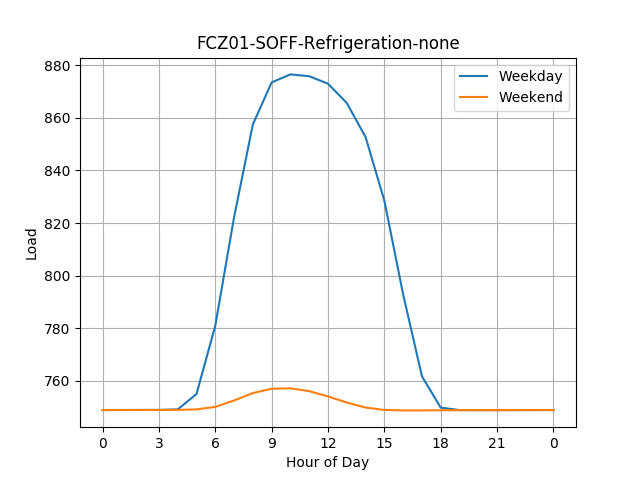 FCZ01-SOFF-Refrigeration-none
880
860
840
820
800
780
760
Load
Weekday
Weekend
0 3 6 9 12 15 18 21 0
Hour of Day